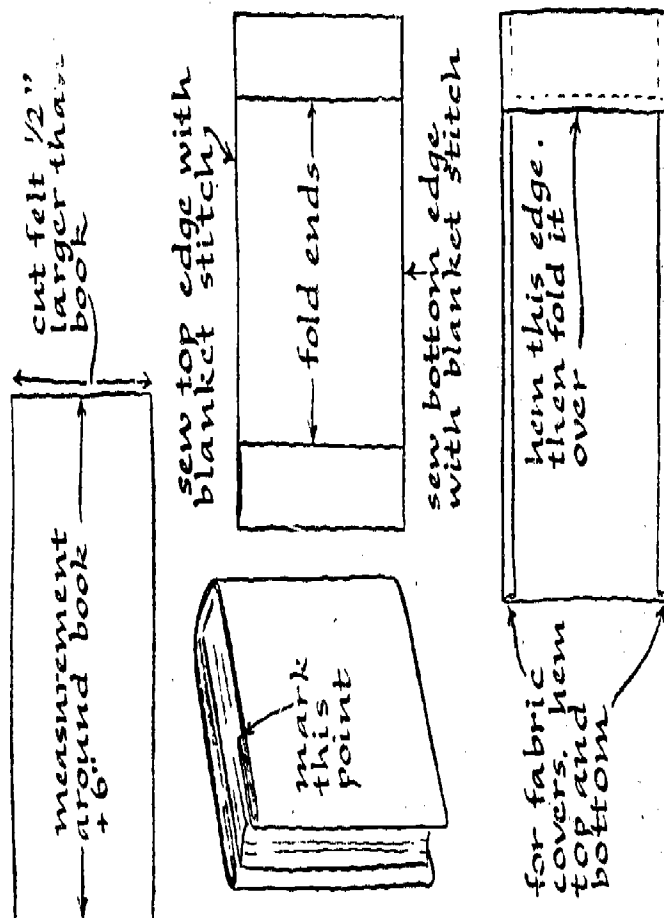 measurement
around book
+ 6"
cut felt 1/2"
larger than
book
mark
this
point
sew top edge with
blanket stitch
fold ends
sew bottom edge
with blanket stitch
for fabric
covers. hem
top and
bottom
hem this edge.
then fold it
over